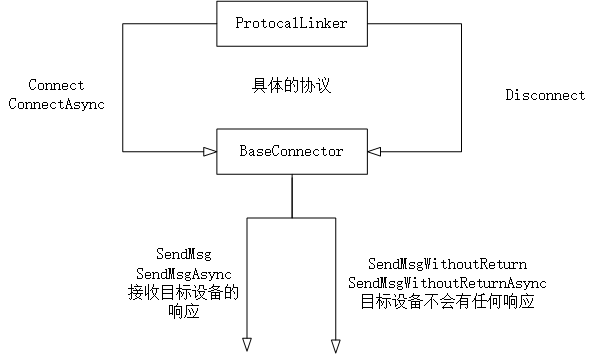 ProtocalLinker
Connect
ConnectAsync
具体的协议
Disconnect
BaseConnector
SendMsg
SendMsgAsync
接收目标设备的
响应
SendMsgWithoutReturn
SendMsgWithoutReturnAsync
目标设备不会有任何响应